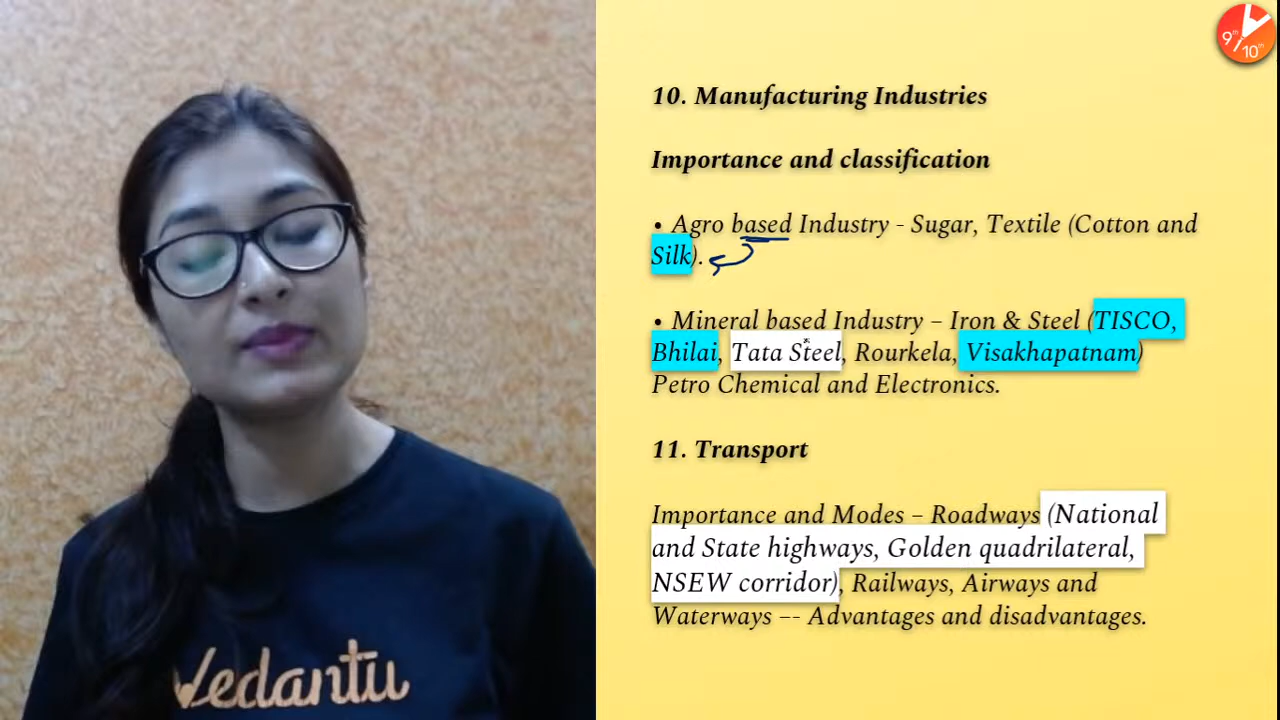 9th/10th
10. Manufacturing Industries
Importance and classification
• Agro based Industry - Sugar, Textile (Cotton and
Silk).
• Mineral based Industry – Iron & Steel (TISCO,
Bhilai, Tata Steel, Rourkela, Visakhapatnam)
Petro Chemical and Electronics.
11. Transport
Importance and Modes – Roadways (National
and State highways, Golden quadrilateral,
NSEW corridor), Railways, Airways and
Waterways –- Advantages and disadvantages.
Vedantu